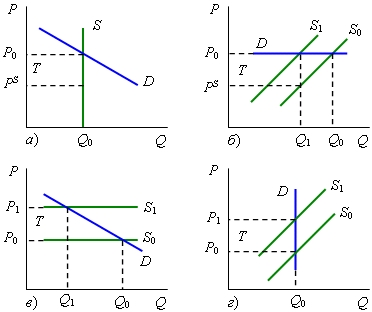 P
S
P₀
T
Pˢ
D
а)
Q₀
Q
P
S₁
S₀
P₀
D
T
Pˢ
б)
Q₁
Q₀
Q
P
P₁
S₁
T
P₀
S₀
D
в)
Q₁
Q₀
Q
P
D
S₁
P₁
S₀
T
P₀
г)
Q₀
Q